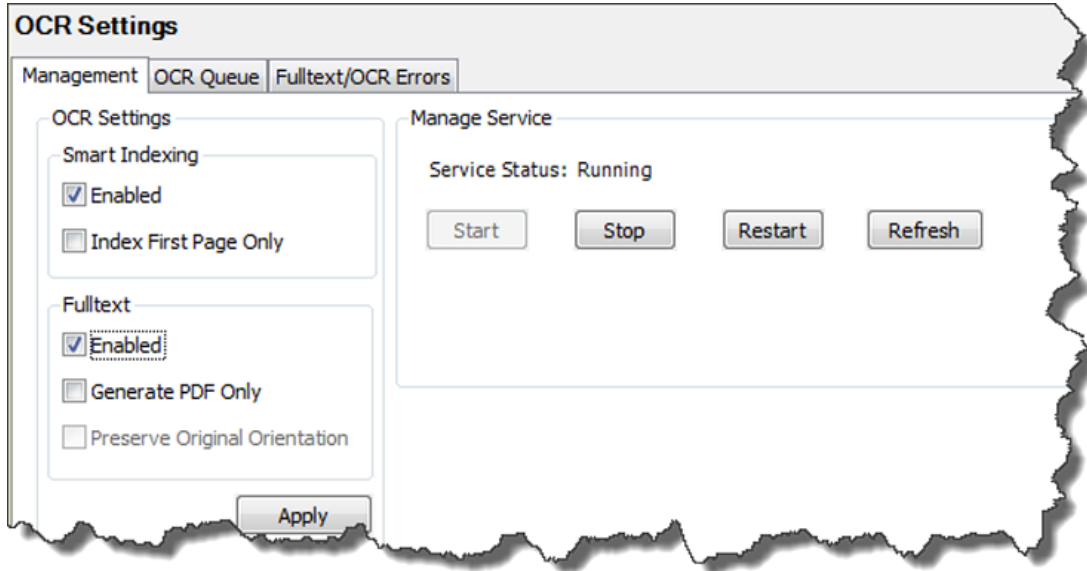 OCR Settings
Management OCR Queue Fulltext/OCR Errors
OCR Settings
Smart Indexing
Enabled
Index First Page Only
Fulltext
Enabled
Generate PDF Only
Preserve Original Orientation
Apply
Manage Service
Service Status: Running
Start Stop Restart Refresh